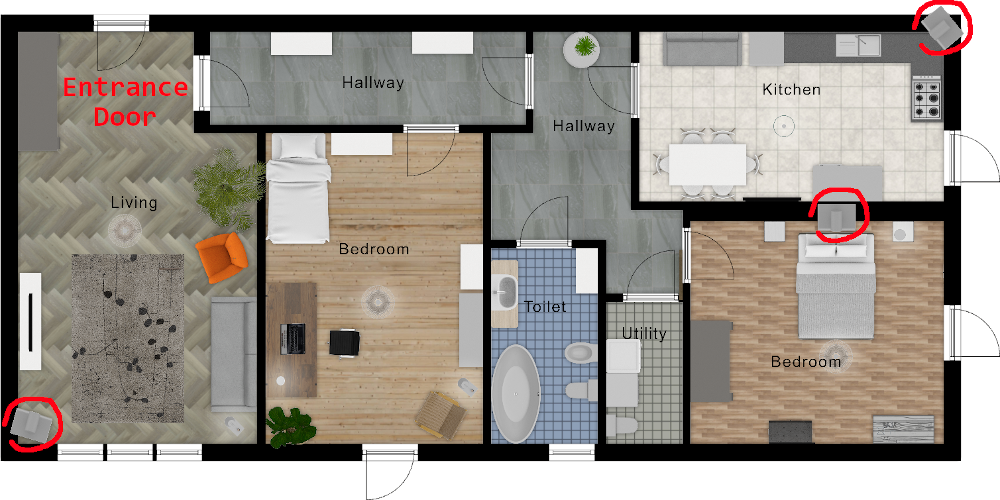 Entrance
Door
Hallway
Kitchen
Hallway
Living
Bedroom
Toilet
Utility
Bedroom